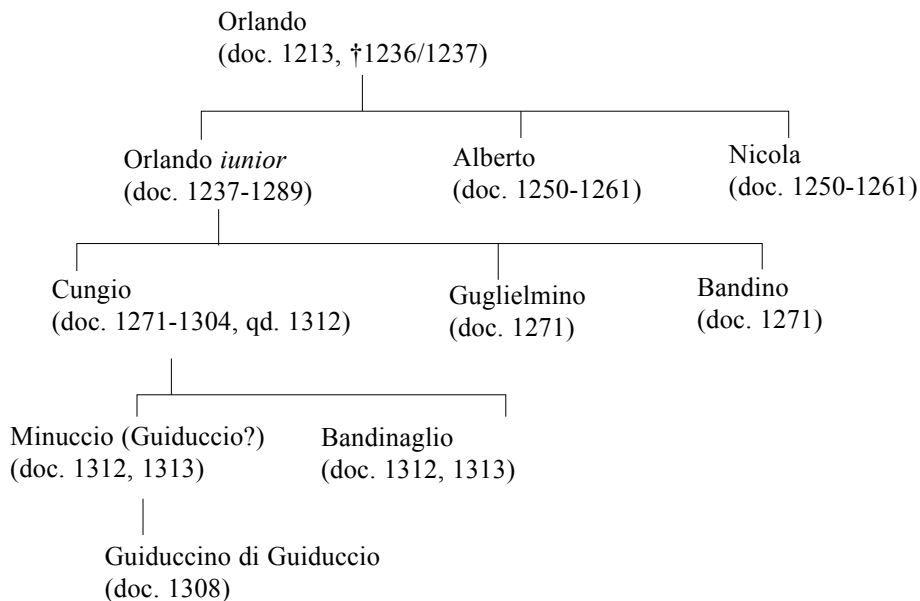 Orlando
(doc. 1213, †1236/1237)
Orlando iunior
(doc. 1237-1289)
Alberto
(doc. 1250-1261)
Nicola
(doc. 1250-1261)
Cungio
(doc. 1271-1304, qd. 1312)
Guglielmino
(doc. 1271)
Bandino
(doc. 1271)
Minuccio (Guiduccio?)
(doc. 1312, 1313)
Bandinaglio
(doc. 1312, 1313)
Guiduccino di Guiduccio
(doc. 1308)